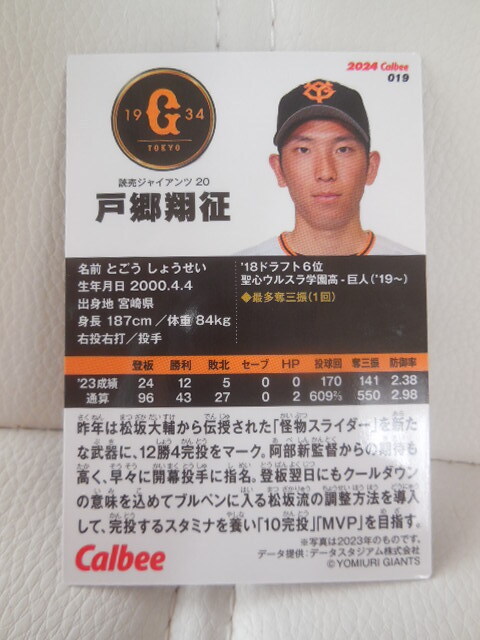 2024 Calbee
019
1934
G
TOKYO
読売ジャイアンツ 20
戸郷翔征
名前 とごう しょうせい
生年月日 2000.4.4
出身地 宮崎県
身長 187cm／体重 84kg
右投右打／投手
'18ドラフト6位
聖心ウルスラ学園高-巨人('19〜)
◆最多奪三振(1回)
登板 勝利 敗北 セーブ HP 投球回 奪三振 防御率
'23成績 24 12 5 0 0 170 141 2.38
通算 96 43 27 0 2 609⅔ 550 2.98
昨年は松坂大輔から伝授された「怪物スライダー」を新た
な武器に、12勝4完投をマーク。阿部新監督からの期待も
高く、早々に開幕投手に指名。登板翌日にもクールダウン
の意味を込めてブルペンに入る松坂流の調整方法を導入
して、完投するスタミナを養い「10完投」「MVP」を目指す。
※写真は2023年のものです。
データ提供：データスタジアム株式会社
©YOMIURI GIANTS
Calbee